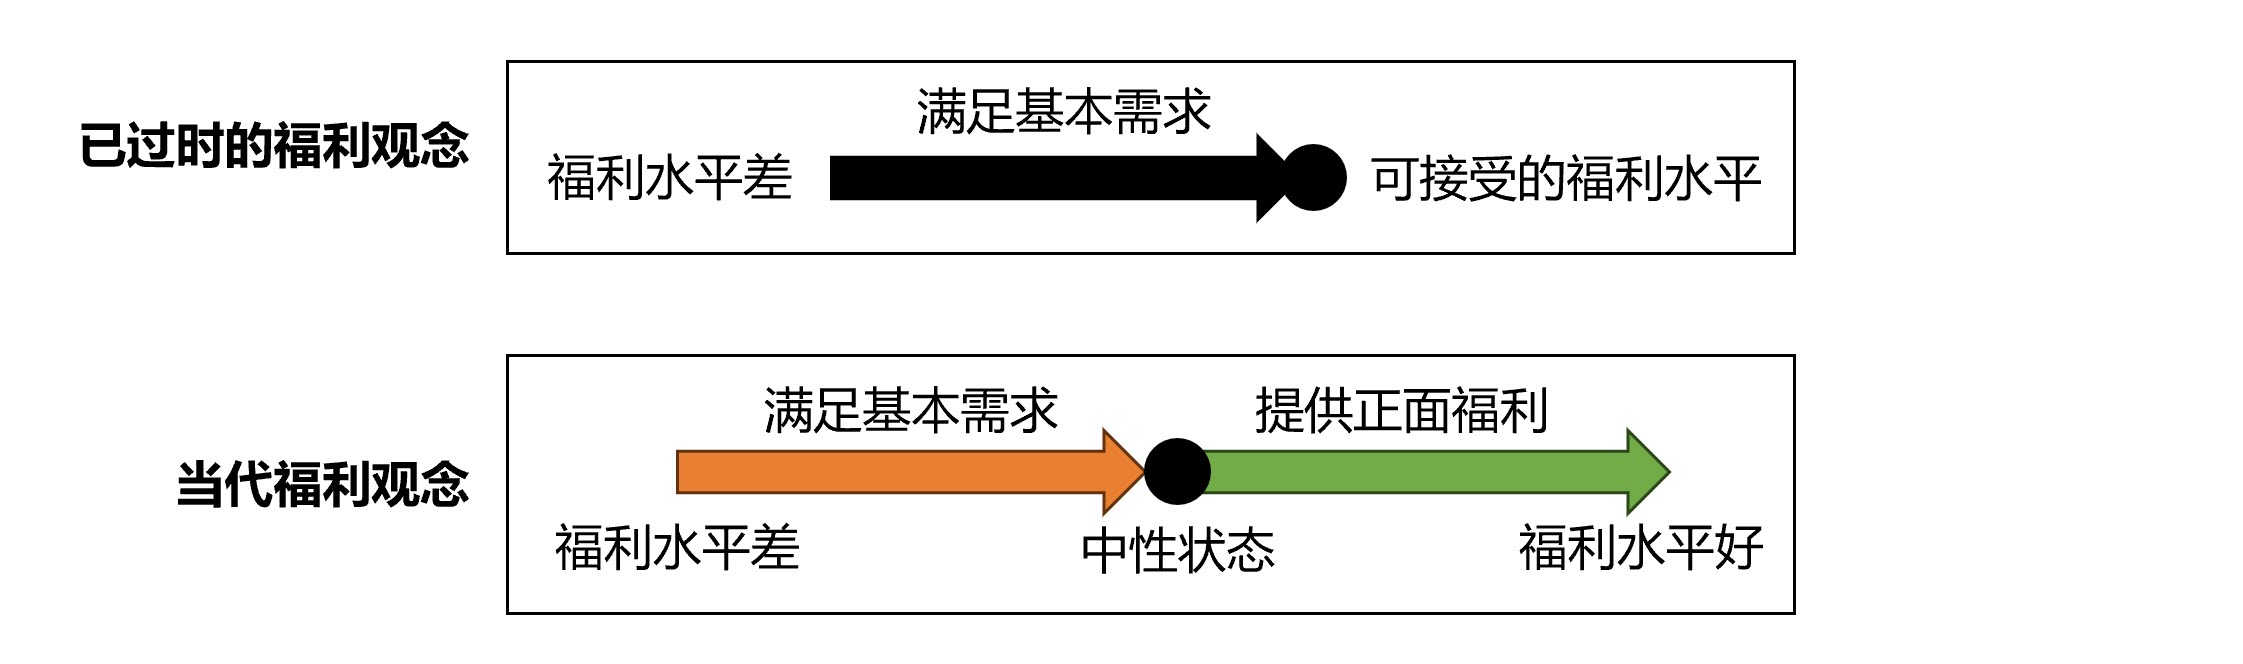 已过时的福利观念
满足基本需求
福利水平差
可接受的福利水平
当代福利观念
满足基本需求
提供正面福利
福利水平差
中性状态
福利水平好